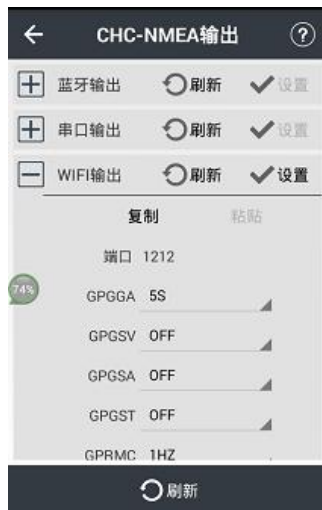 CHC-NMEA输出 ?
蓝牙输出 刷新 设置
串口输出 刷新 设置
WIFI输出 刷新 设置
复制 粘贴
端口 1212
74%
GPGGA 5S
GPGSV OFF
GPGSA OFF
GPGST OFF
GPRMC 1HZ
刷新